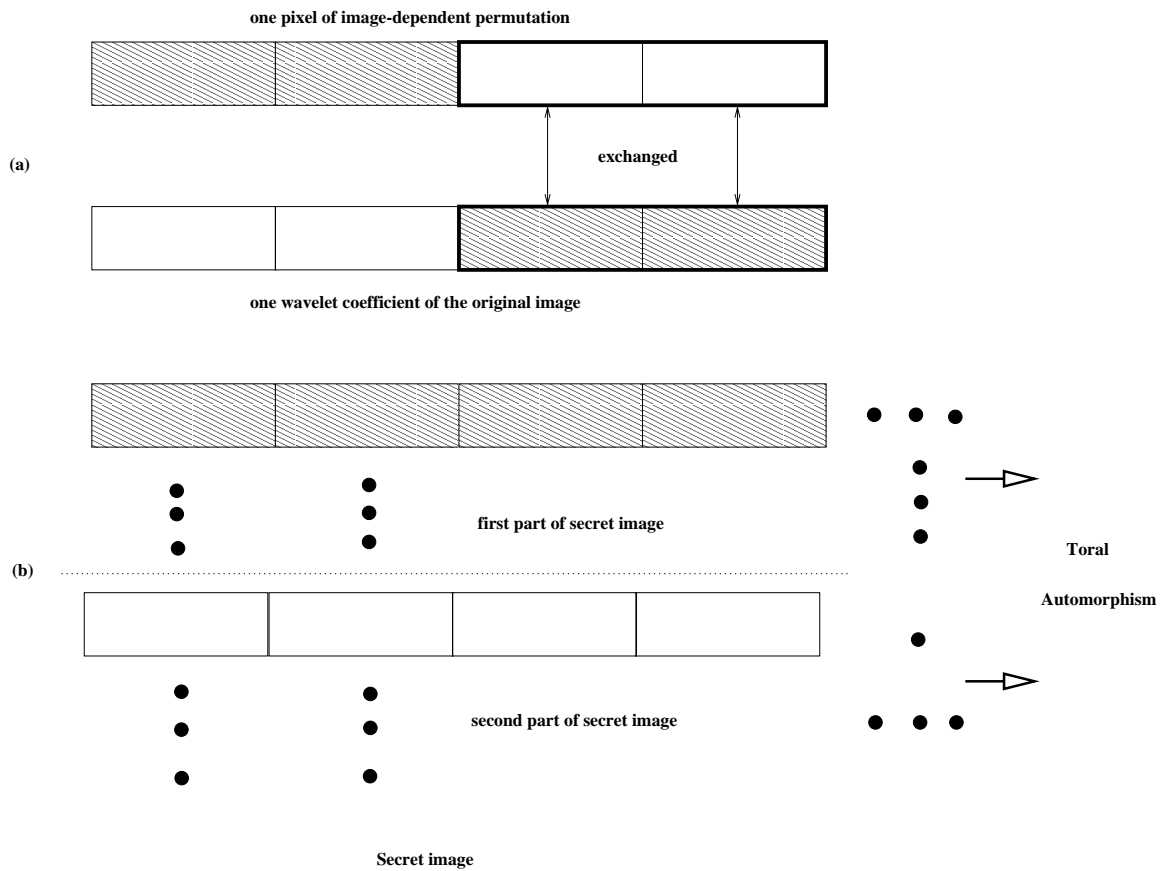 one pixel of image-dependent permutation
(a)
exchanged
one wavelet coefficient of the original image
first part of secret image
Toral
(b)
Automorphism
second part of secret image
Secret image